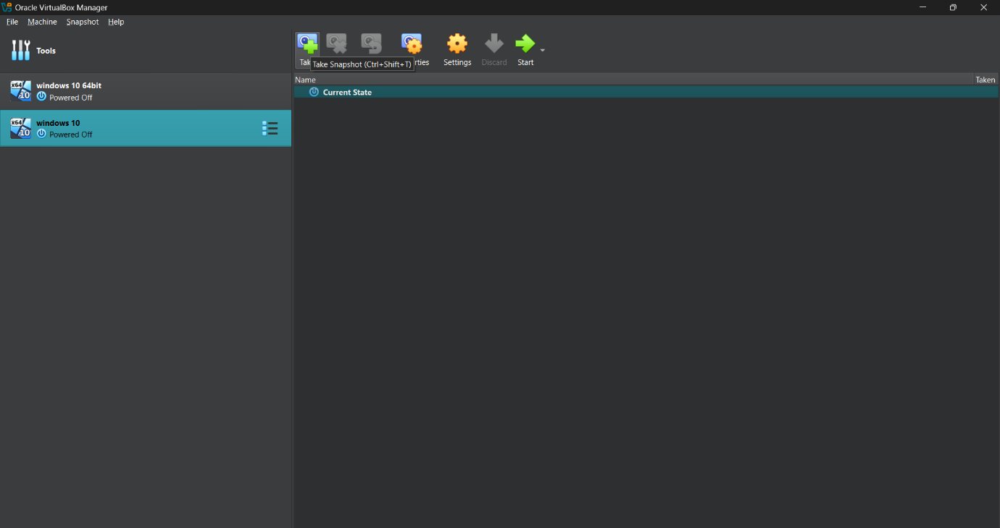 Oracle VirtualBox Manager
File Machine Snapshot Help
Tools
Tak
rties
Settings
Discard
Start
Take Snapshot (Ctrl+Shift+T)
Name Taken
Current State
x64 10
windows 10 64bit
Powered Off
x64 10
windows 10
Powered Off